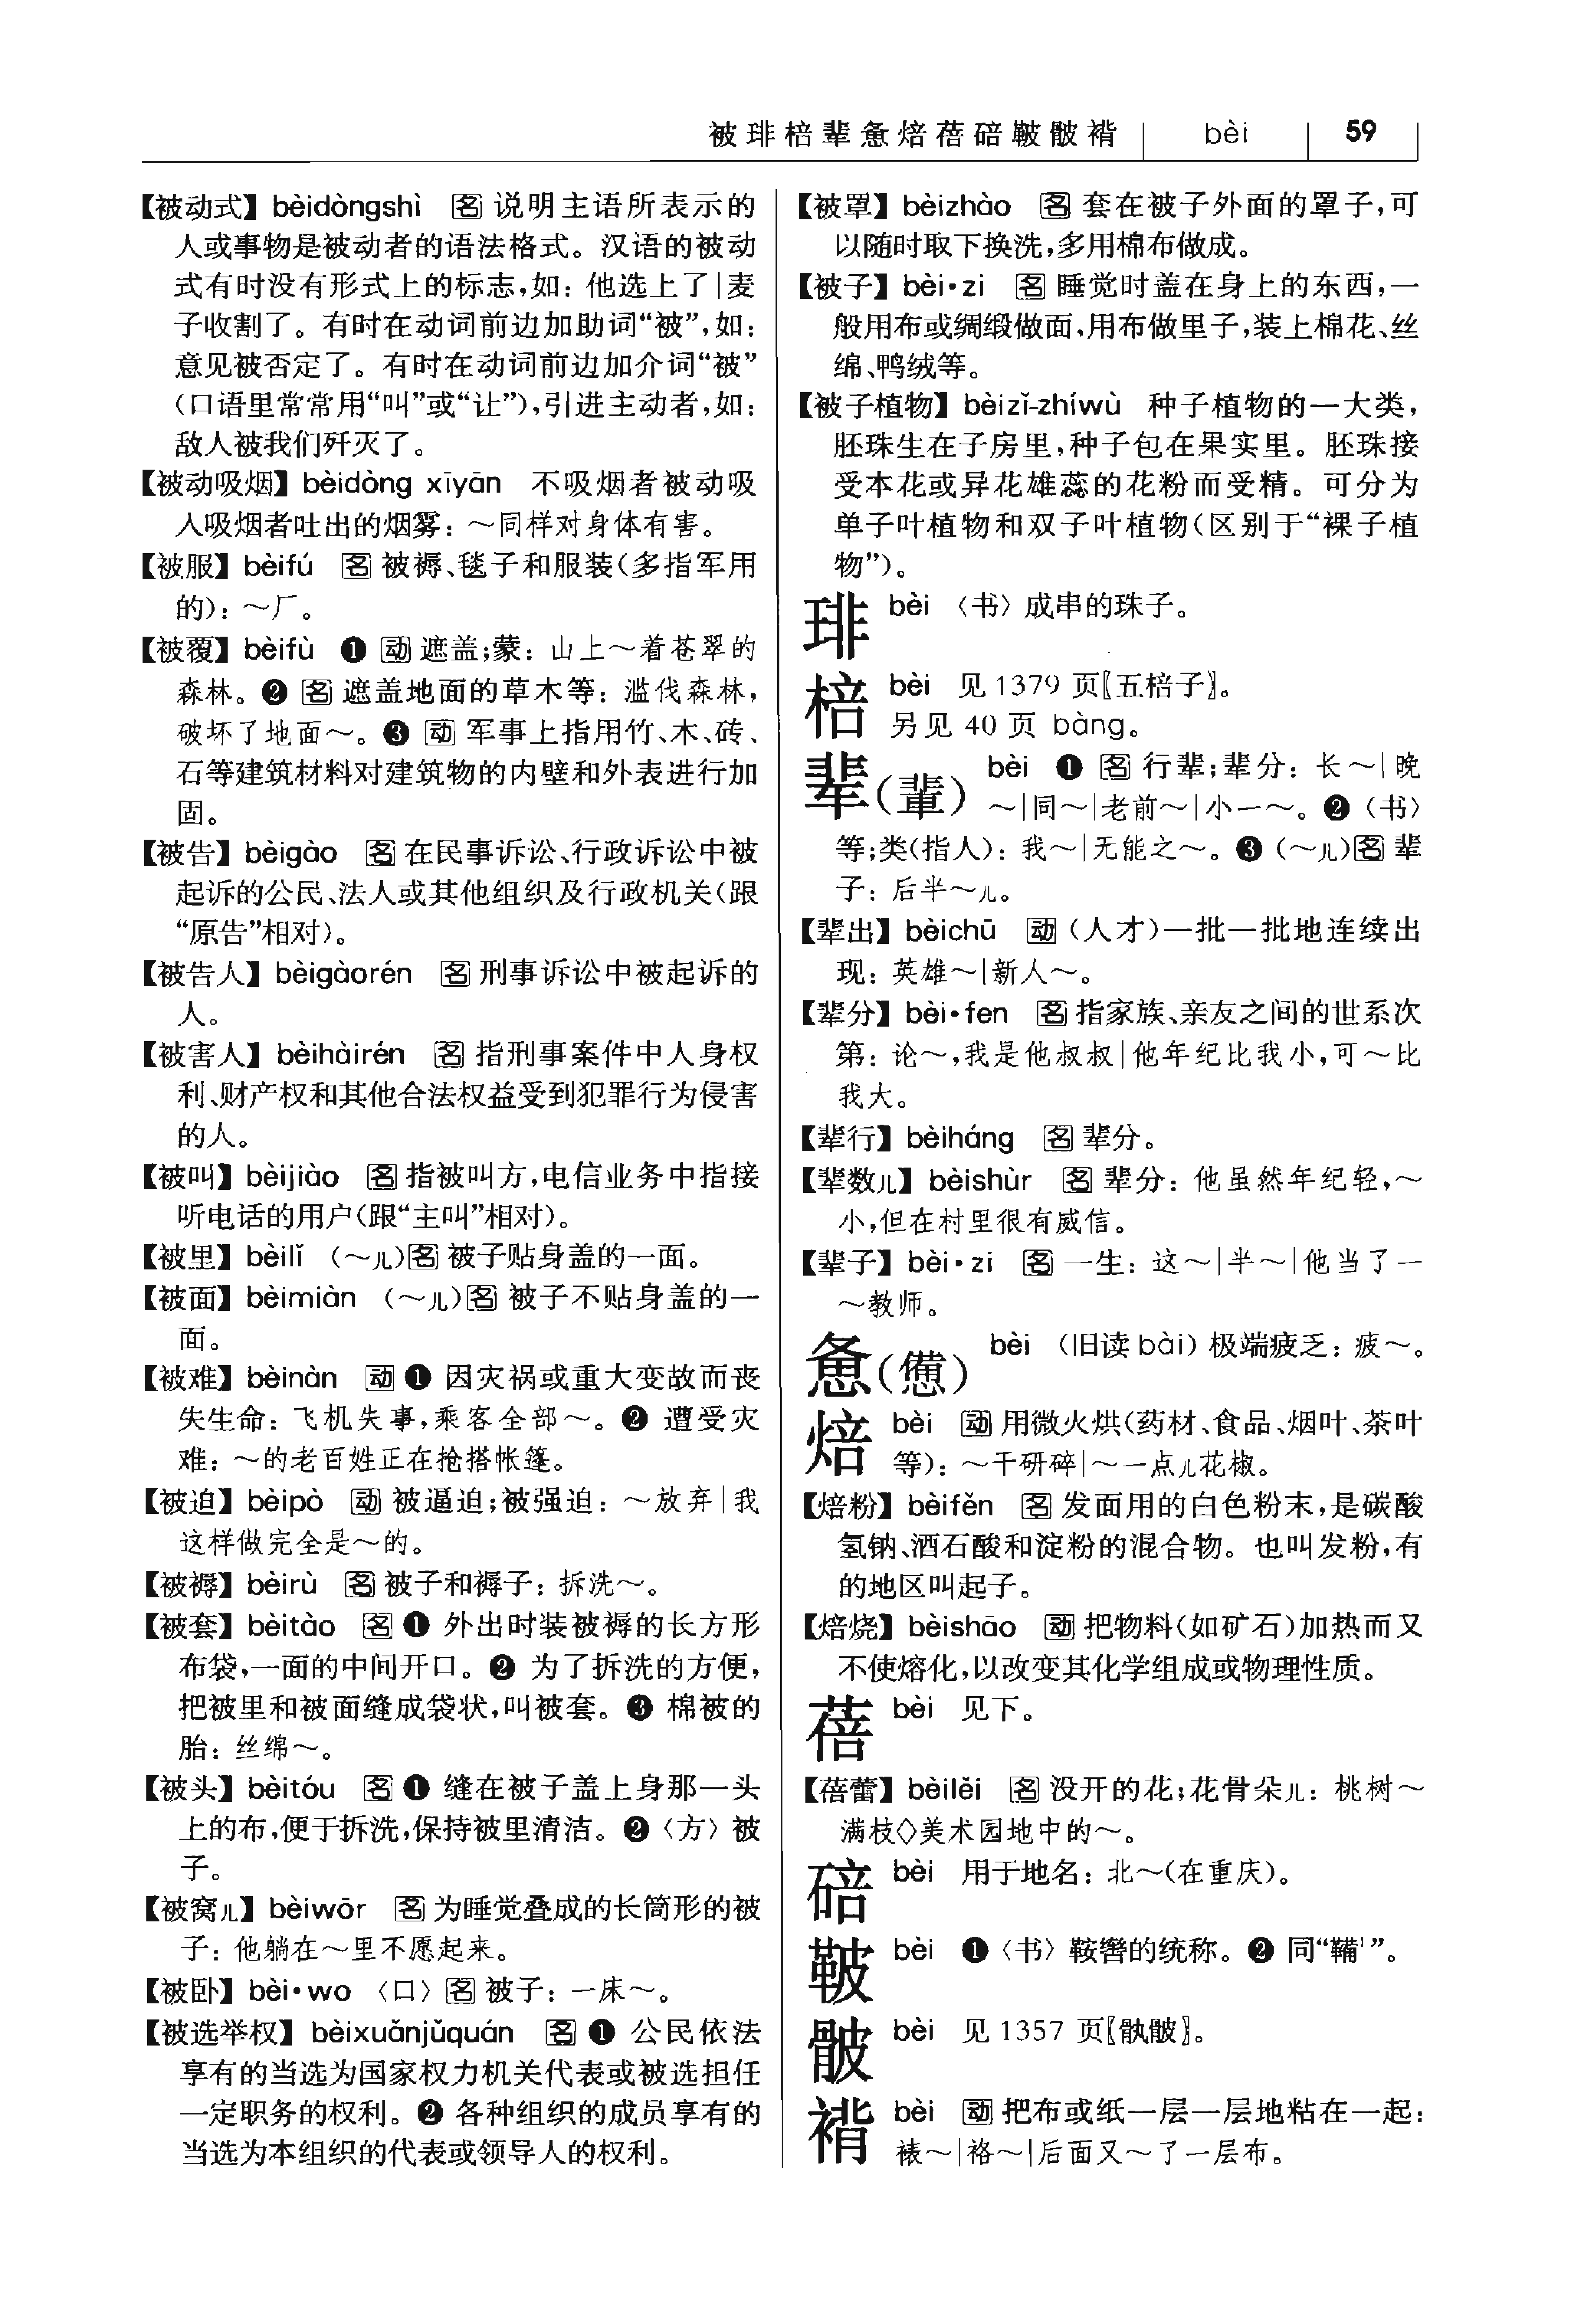 被琲棓辈惫焙蓓碚鞁骳褙 bèi 59
【被动式】bèidòngshì 名 说明主语所表示的
人或事物是被动者的语法格式。汉语的被动
式有时没有形式上的标志,如：他选上了|麦
子收割了。有时在动词前边加助词“被”,如：
意见被否定了。有时在动词前边加介词“被”
(口语里常常用“叫”或“让”),引进主动者,如：
敌人被我们歼灭了。
【被动吸烟】bèidòng xīyān 不吸烟者被动吸
入吸烟者吐出的烟雾：～同样对身体有害。
【被服】bèifú 名 被褥、毯子和服装(多指军用
的)：～厂。
【被覆】bèifù ❶ 动 遮盖;蒙：山上～着苍翠的
森林。❷ 名 遮盖地面的草木等：滥伐森林,
破坏了地面～。❸ 动 军事上指用竹、木、砖、
石等建筑材料对建筑物的内壁和外表进行加
固。
【被告】bèigào 名 在民事诉讼、行政诉讼中被
起诉的公民、法人或其他组织及行政机关(跟
“原告”相对)。
【被告人】bèigàorén 名 刑事诉讼中被起诉的
人。
【被害人】bèihàirén 名 指刑事案件中人身权
利、财产权和其他合法权益受到犯罪行为侵害
的人。
【被叫】bèijiào 名 指被叫方,电信业务中指接
听电话的用户(跟“主叫”相对)。
【被里】bèilǐ (～儿)名 被子贴身盖的一面。
【被面】bèimiàn (～儿)名 被子不贴身盖的一
面。
【被难】bèinàn 动 ❶ 因灾祸或重大变故而丧
失生命：飞机失事,乘客全部～。❷ 遭受灾
难：～的老百姓正在抢搭帐篷。
【被迫】bèipò 动 被逼迫;被强迫：～放弃|我
这样做完全是～的。
【被褥】bèirù 名 被子和褥子：拆洗～。
【被套】bèitào 名 ❶ 外出时装被褥的长方形
布袋,一面的中间开口。❷ 为了拆洗的方便,
把被里和被面缝成袋状,叫被套。❸ 棉被的
胎：丝绵～。
【被头】bèitóu 名 ❶ 缝在被子盖上身那一头
上的布,便于拆洗,保持被里清洁。❷〈方〉被
子。
【被窝儿】bèiwōr 名 为睡觉叠成的长筒形的被
子：他躺在～里不愿起来。
【被卧】bèi·wo 〈口〉名 被子：一床～。
【被选举权】bèixuǎnjǔquán 名 ❶ 公民依法
享有的当选为国家权力机关代表或被选担任
一定职务的权利。❷ 各种组织的成员享有的
当选为本组织的代表或领导人的权利。
【被罩】bèizhào 名 套在被子外面的罩子,可
以随时取下换洗,多用棉布做成。
【被子】bèi·zi 名 睡觉时盖在身上的东西,一
般用布或绸缎做面,用布做里子,装上棉花、丝
绵、鸭绒等。
【被子植物】bèizǐ-zhíwù 种子植物的一大类,
胚珠生在子房里,种子包在果实里。胚珠接
受本花或异花雄蕊的花粉而受精。可分为
单子叶植物和双子叶植物(区别于“裸子植
物”)。
琲 bèi 〈书〉成串的珠子。
棓 bèi 见 1379 页〖五棓子〗。
另见 40 页 bàng。
辈(輩) bèi ❶ 名 行辈;辈分：长～|晚
～|同～|老前～|小一～。❷〈书〉
等;类(指人)：我～|无能之～。❸ (～儿)名 辈
子：后半～儿。
【辈出】bèichū 动 (人才)一批一批地连续出
现：英雄～|新人～。
【辈分】bèi·fen 名 指家族、亲友之间的世系次
第：论～,我是他叔叔|他年纪比我小,可～比
我大。
【辈行】bèiháng 名 辈分。
【辈数儿】bèishùr 名 辈分：他虽然年纪轻,～
小,但在村里很有威信。
【辈子】bèi·zi 名 一生：这～|半～|他当了一
～教师。
惫(憊) bèi (旧读 bài) 极端疲乏：疲～。
焙 bèi 动 用微火烘(药材、食品、烟叶、茶叶
等)：～干研碎|～一点儿花椒。
【焙粉】bèifěn 名 发面用的白色粉末,是碳酸
氢钠、酒石酸和淀粉的混合物。也叫发粉,有
的地区叫起子。
【焙烧】bèishāo 动 把物料(如矿石)加热而又
不使熔化,以改变其化学组成或物理性质。
蓓 bèi 见下。
【蓓蕾】bèilěi 名 没开的花;花骨朵儿：桃树～
满枝◇美术园地中的～。
碚 bèi 用于地名：北～(在重庆)。
鞁 bèi ❶〈书〉鞍辔的统称。❷ 同“鞴¹”。
骳 bèi 见 1357 页〖骫骳〗。
褙 bèi 动 把布或纸一层一层地粘在一起：
裱～|袼～|后面又～了一层布。